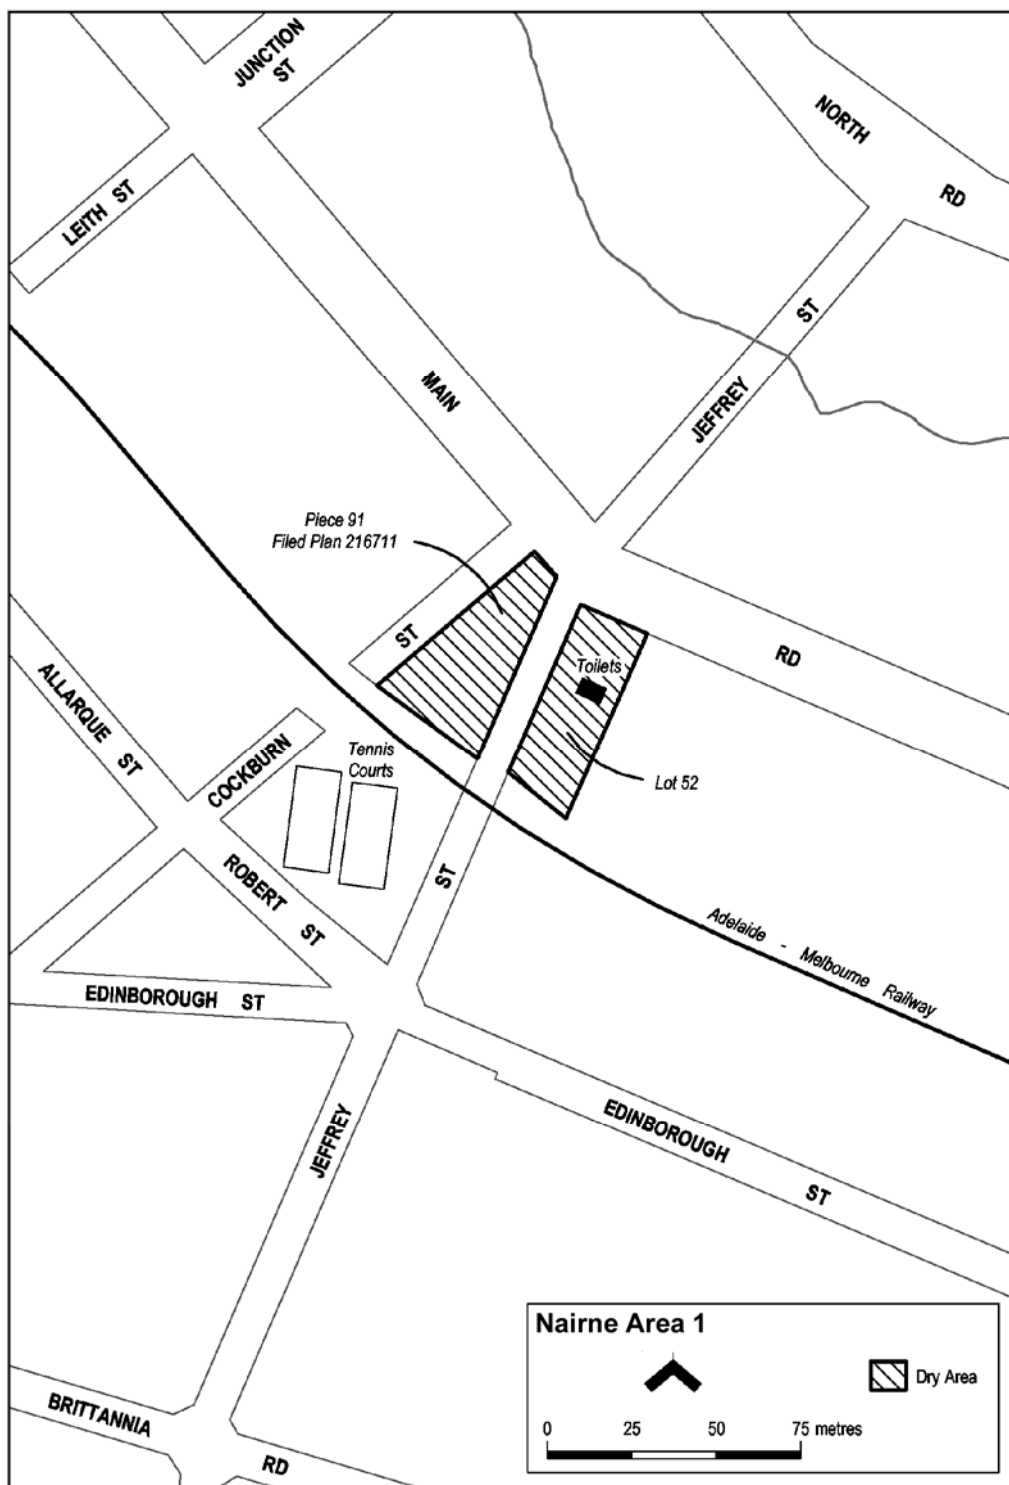 JUNCTION
ST
NORTH
RD
LEITH ST
ST
MAIN
JEFFREY
Piece 91
Filed Plan 216711
ST
RD
Toilets
ALLARQUE ST
COCKBURN
Tennis
Courts
Lot 52
ROBERT ST
ST
Adelaide - Melbourne Railway
EDINBOROUGH ST
JEFFREY
EDINBOROUGH ST
Nairne Area 1
Dry Area
0 25 50 75 metres
BRITTANNIA
RD